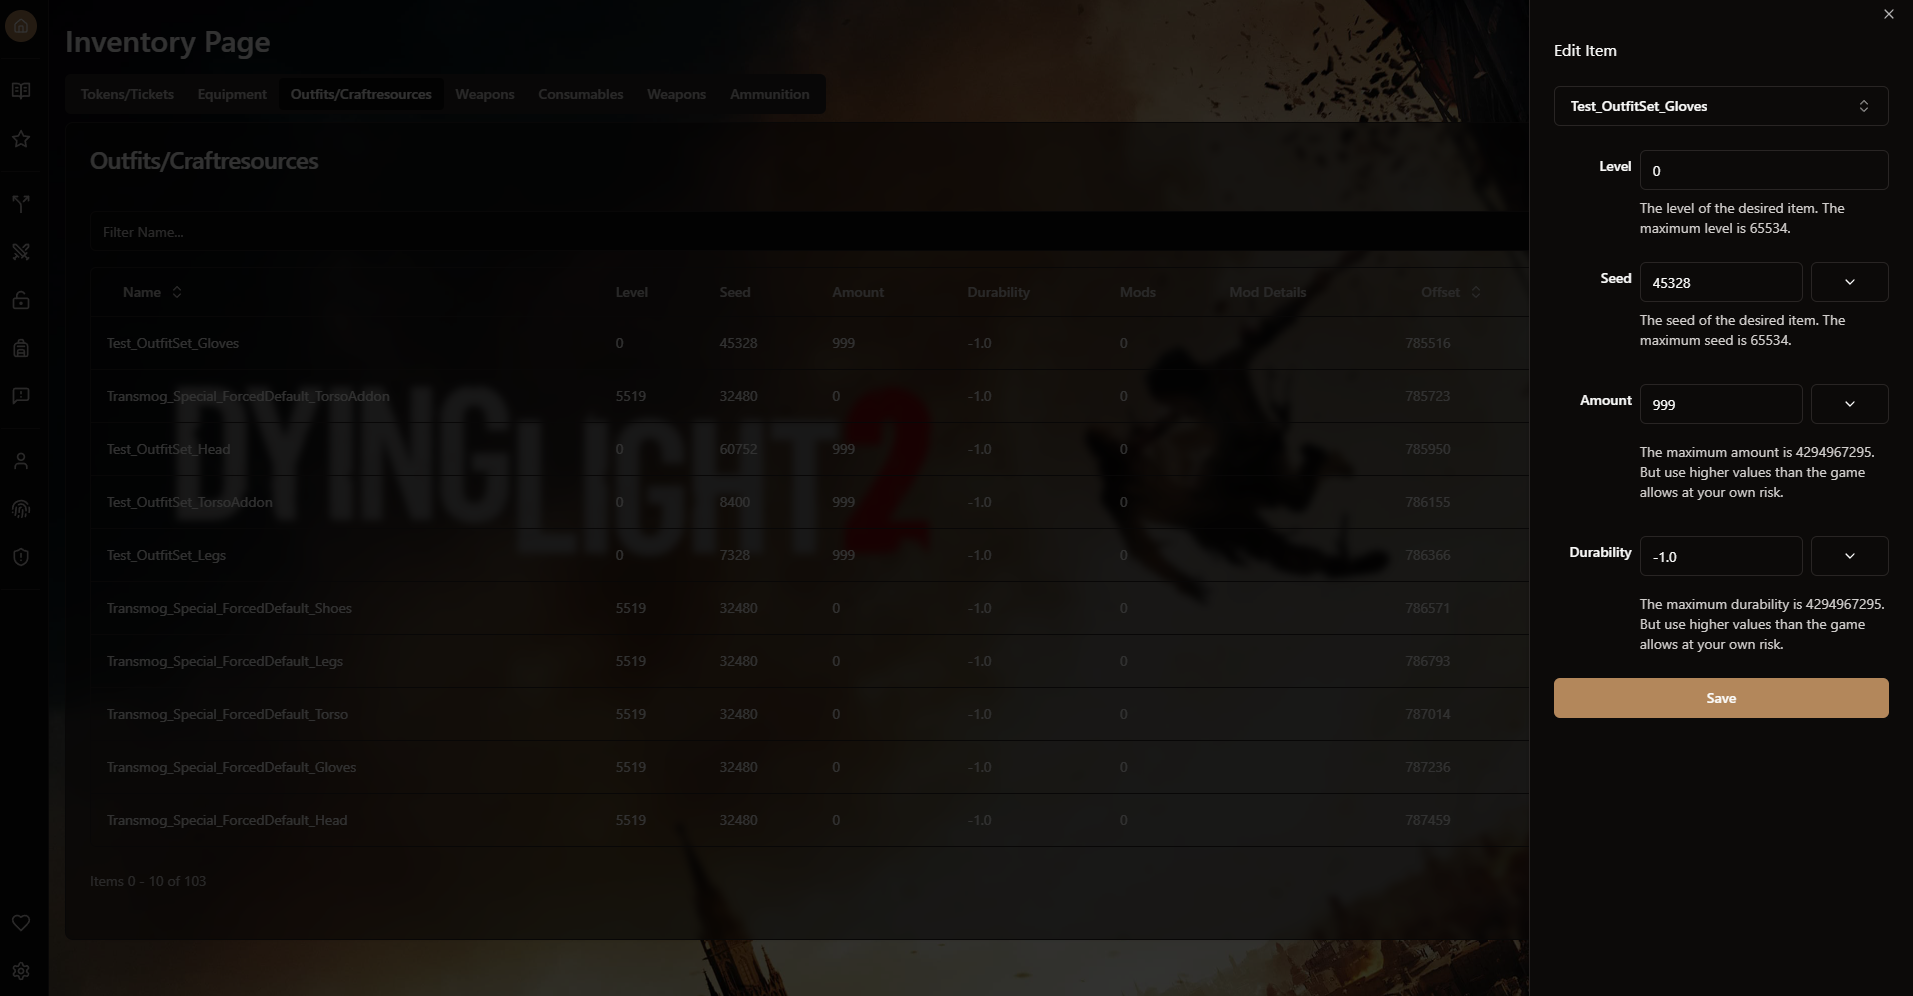 Inventory Page
Tokens/Tickets Equipment Outfits/Craftresources Weapons Consumables Weapons Ammunition
Outfits/Craftresources
Filter Name...
Name Level Seed Amount Durability Mods Mod Details Offset
Test_OutfitSet_Gloves 0 45328 999 -1.0 0 785516
Transmog_Special_ForcedDefault_TorsoAddon 5519 32480 0 -1.0 0 785723
Test_OutfitSet_Head 0 60752 999 -1.0 0 785950
Test_OutfitSet_TorsoAddon 0 8400 999 -1.0 0 786155
Test_OutfitSet_Legs 0 7328 999 -1.0 0 786366
Transmog_Special_ForcedDefault_Shoes 5519 32480 0 -1.0 0 786571
Transmog_Special_ForcedDefault_Legs 5519 32480 0 -1.0 0 786793
Transmog_Special_ForcedDefault_Torso 5519 32480 0 -1.0 0 787014
Transmog_Special_ForcedDefault_Gloves 5519 32480 0 -1.0 0 787236
Transmog_Special_ForcedDefault_Head 5519 32480 0 -1.0 0 787459
Items 0 - 10 of 103
DYING
LIGHT 2
Edit Item
Test_OutfitSet_Gloves
Level 0
The level of the desired item. The
maximum level is 65534.
Seed 45328
The seed of the desired item. The
maximum seed is 65534.
Amount 999
The maximum amount is 4294967295.
But use higher values than the game
allows at your own risk.
Durability -1.0
The maximum durability is 4294967295.
But use higher values than the game
allows at your own risk.
Save